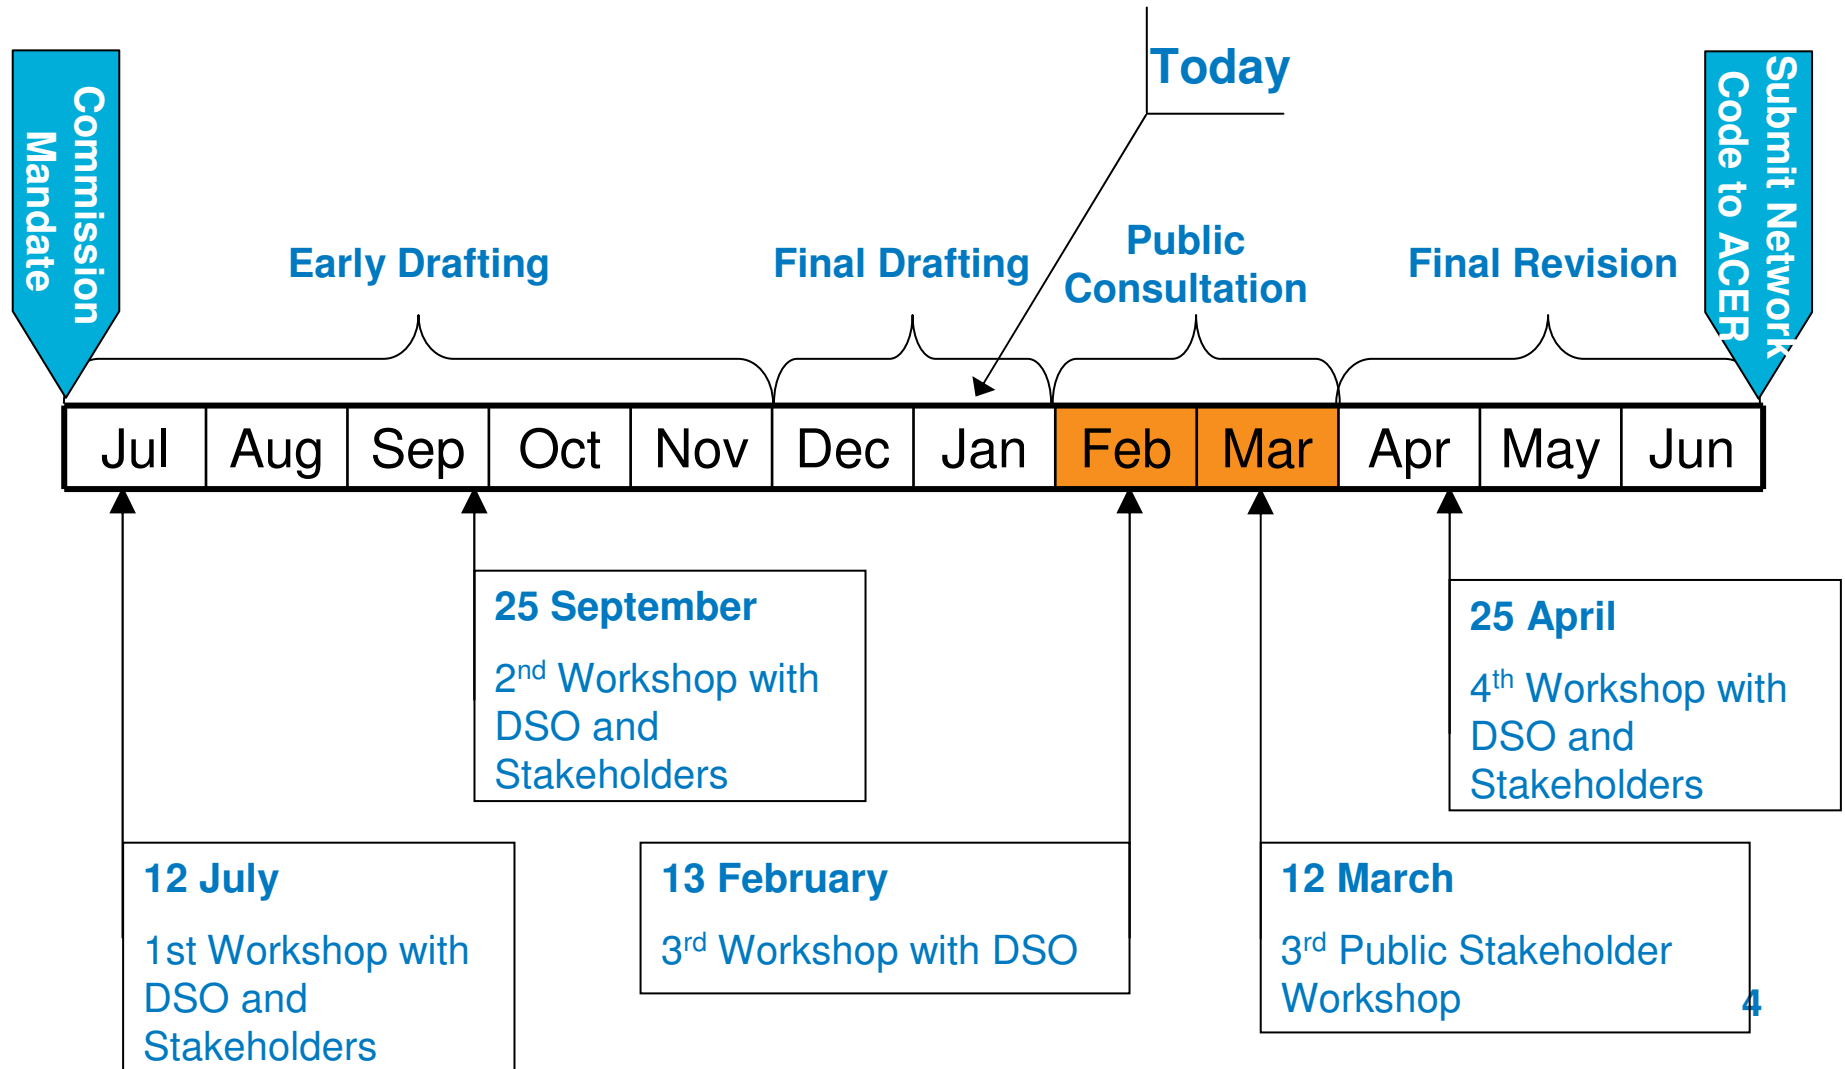 Today
Commission
Mandate
Submit Network
Code to ACER
Early Drafting
Final Drafting
Public
Consultation
Final Revision
Jul Aug Sep Oct Nov Dec Jan Feb Mar Apr May Jun
25 September
2nd Workshop with
DSO and
Stakeholders
25 April
4th Workshop with
DSO and
Stakeholders
12 July
1st Workshop with
DSO and
Stakeholders
13 February
3rd Workshop with DSO
12 March
3rd Public Stakeholder
Workshop
4